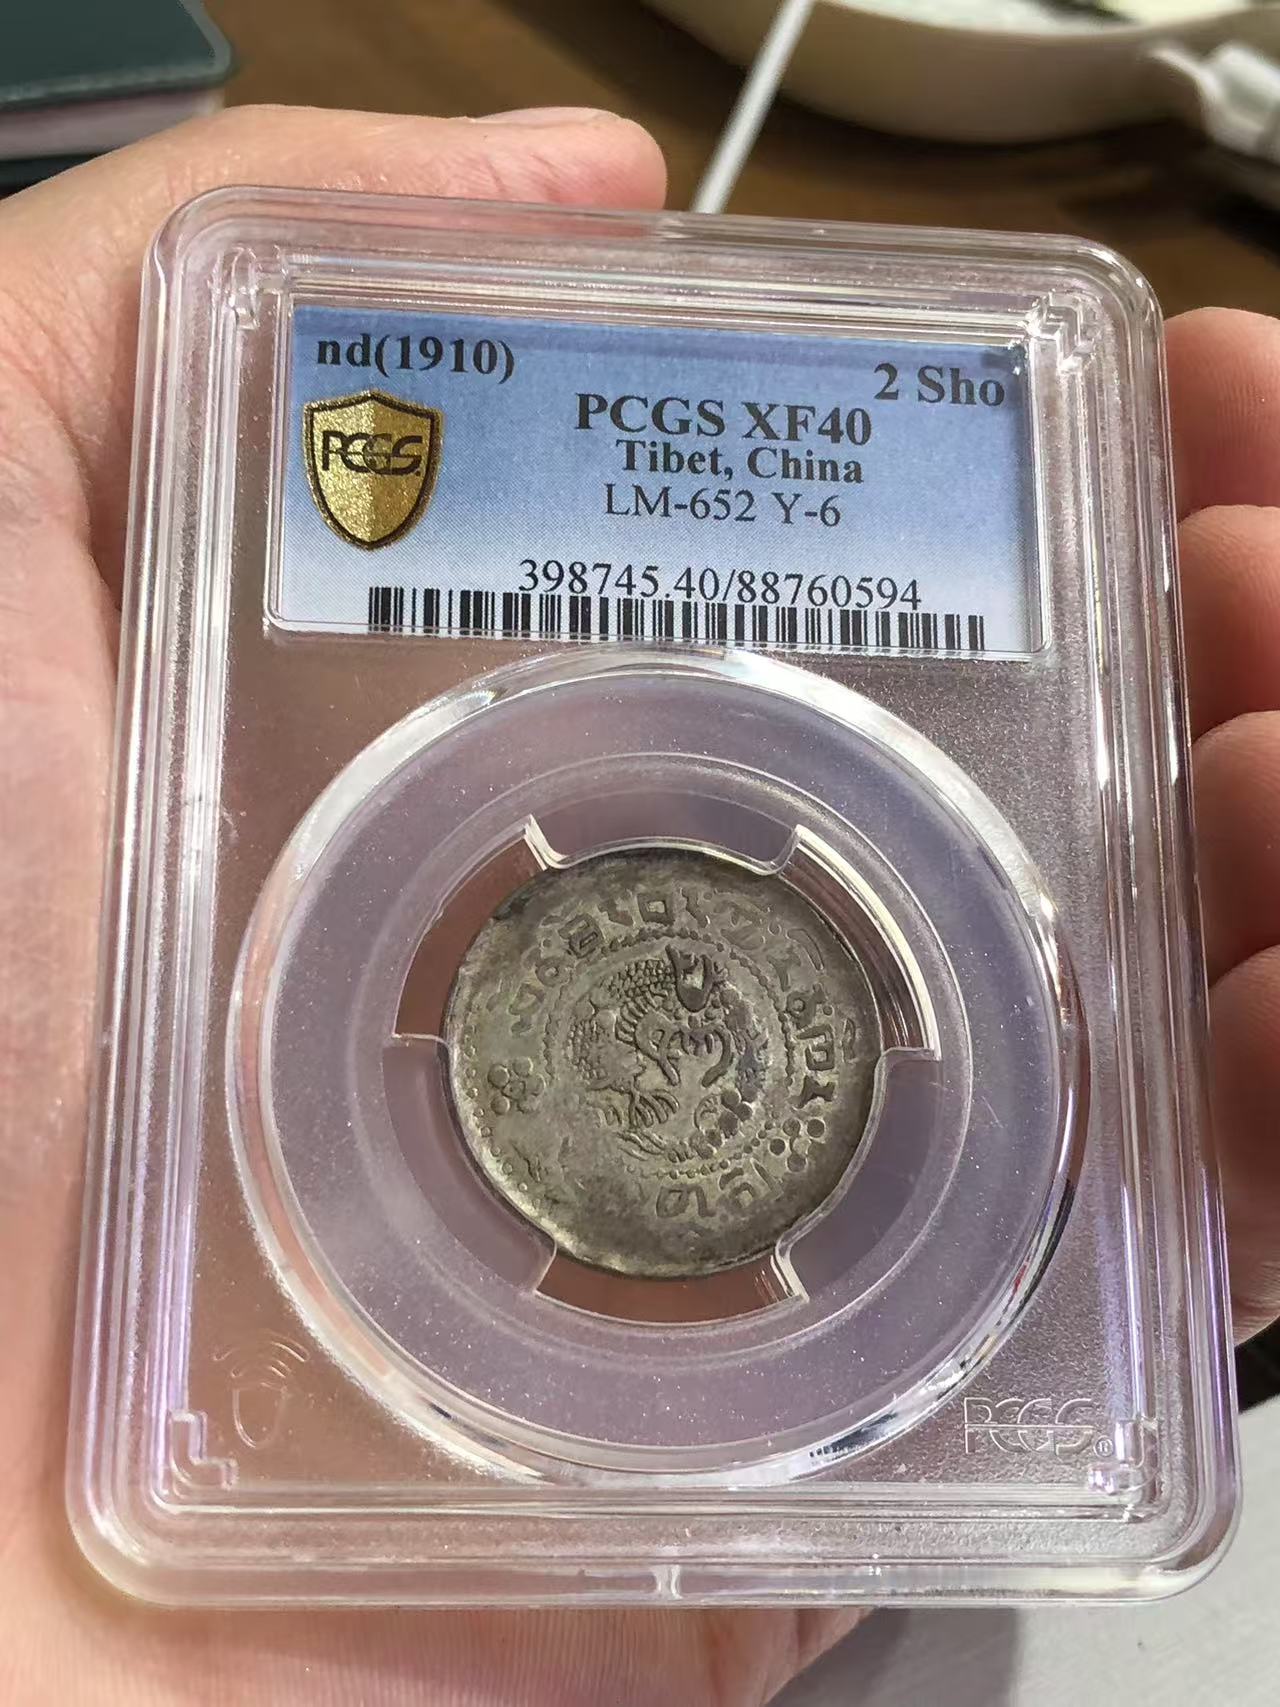 nd(1910)
2 Sho
PCGS XF40
PCGS
Tibet, China
LM-652 Y-6
398745.40/88760594
PCGS®